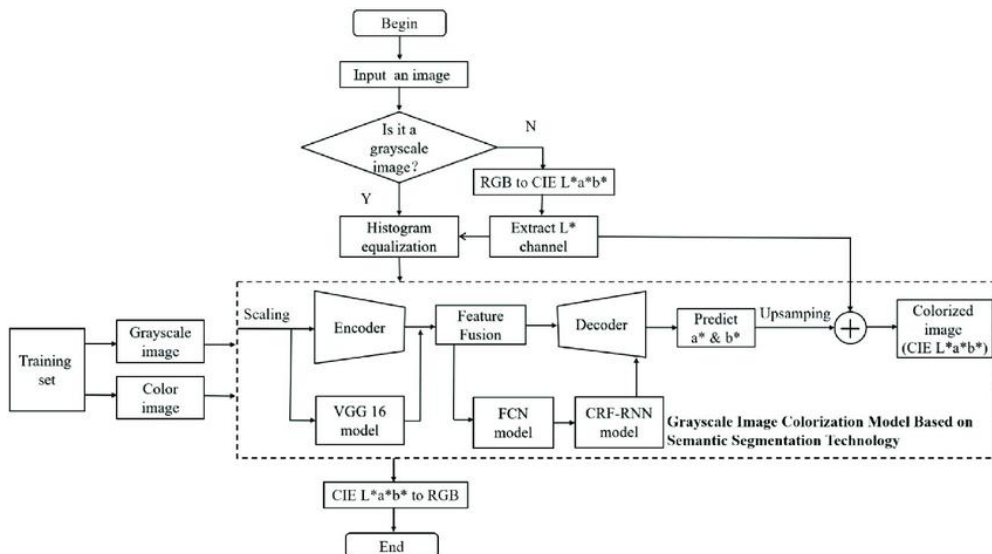 Begin
Input an image
Is it a
grayscale
image?
N
Y
RGB to CIE L*a*b*
Histogram
equalization
Extract L*
channel
Training
set
Grayscale
image
Color
image
Scaling
Encoder
VGG 16
model
Feature
Fusion
FCN
model
Decoder
CRF-RNN
model
Predict
a* & b*
Upsamping
Colorized
image
(CIE L*a*b*)
Grayscale Image Colorization Model Based on
Semantic Segmentation Technology
CIE L*a*b* to RGB
End